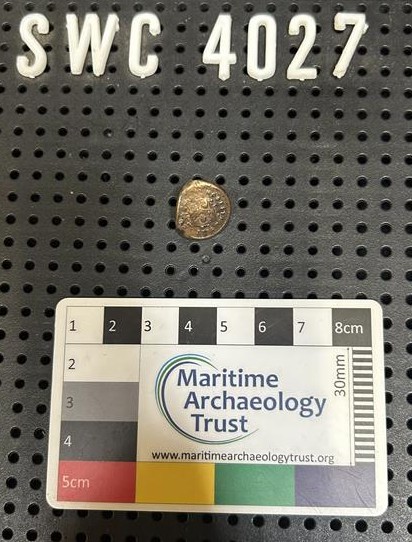 SWC 4027
1 2 3 4 5 6 7 8cm
2
3
4
5cm
Maritime
Archaeology
Trust
www.maritimearchaeologytrust.org
30mm